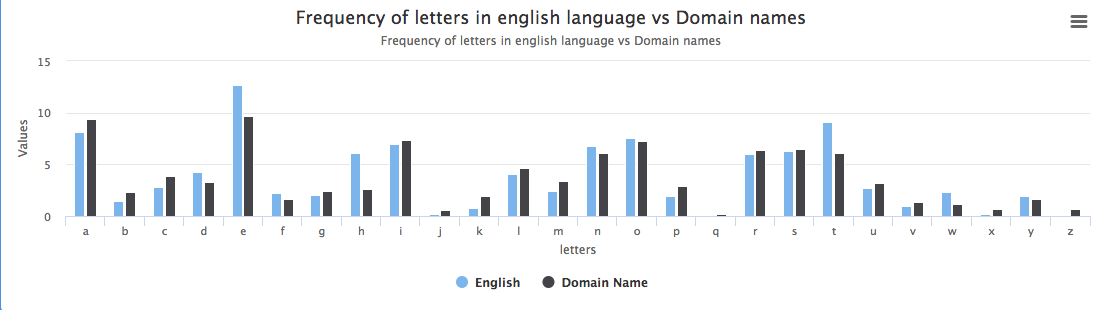 Frequency of letters in english language vs Domain names
Frequency of letters in english language vs Domain names
Values
15
10
5
0
a b c d e f g h i j k l m n o p q r s t u v w x y z
letters
English Domain Name